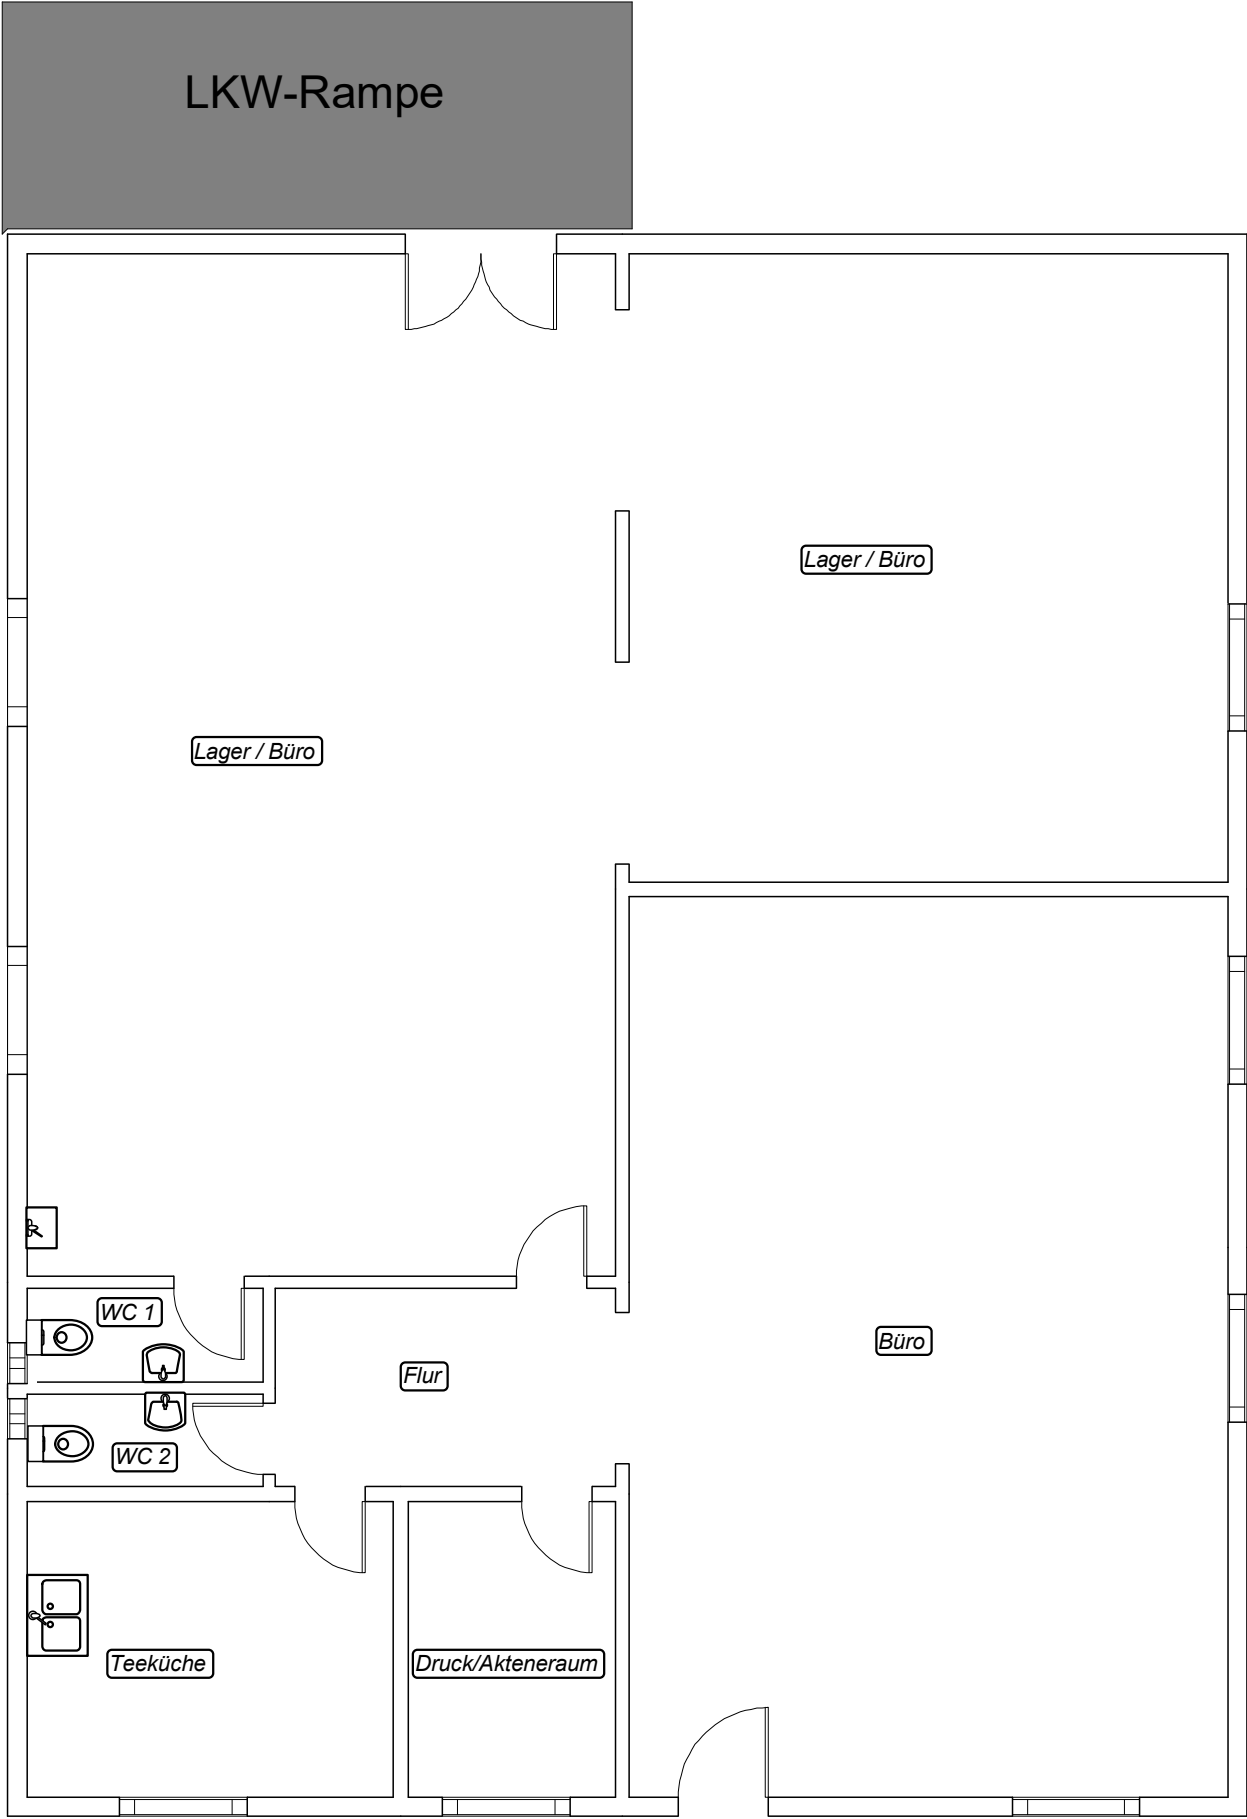 LKW-Rampe
Lager / Büro
Lager / Büro
WC 1
Büro
Flur
WC 2
Teeküche
Druck/Akteneraum